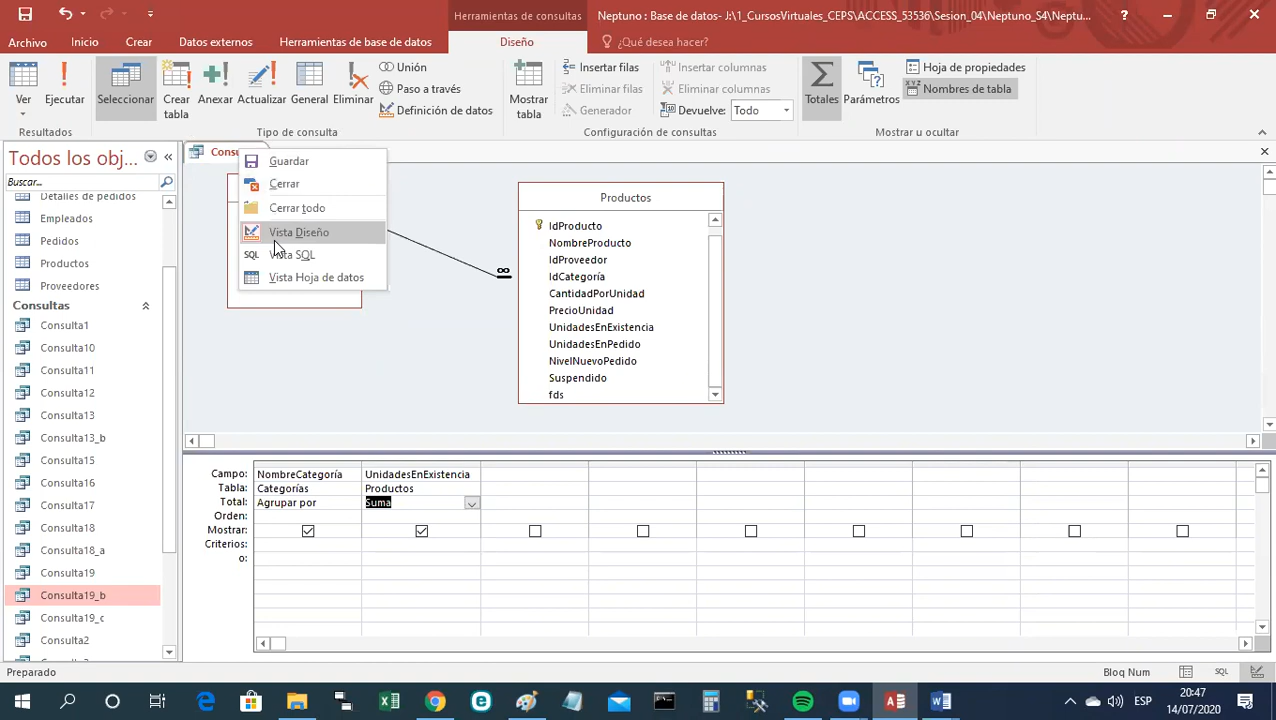 Herramientas de consultas
Neptuno : Base de datos- J:\1_CursosVirtuales_CEPS\ACCESS_53536\Sesion_04\Neptuno_S4\Neptu...
Archivo
Inicio
Crear
Datos externos
Herramientas de base de datos
Diseño
¿Qué desea hacer?
Ver
Ejecutar
Seleccionar
Crear tabla
Anexar
Actualizar
General
Eliminar
Unión
Paso a través
Definición de datos
Mostrar tabla
Insertar filas
Eliminar filas
Generador
Insertar columnas
Eliminar columnas
Devuelve: Todo
Totales
Parámetros
Hoja de propiedades
Nombres de tabla
Resultados
Tipo de consulta
Configuración de consultas
Mostrar u ocultar
Todos los obj...
Buscar...
Detalles de pedidos
Empleados
Pedidos
Productos
Proveedores
Consultas
Consulta1
Consulta10
Consulta11
Consulta12
Consulta13
Consulta13_b
Consulta15
Consulta16
Consulta17
Consulta18
Consulta18_a
Consulta19
Consulta19_b
Consulta19_c
Consulta2
Guardar
Cerrar
Cerrar todo
Vista Diseño
SQL Vista SQL
Vista Hoja de datos
Productos
IdProducto
NombreProducto
IdProveedor
IdCategoría
CantidadPorUnidad
PrecioUnidad
UnidadesEnExistencia
UnidadesEnPedido
NivelNuevoPedido
Suspendido
fds
∞
Campo: NombreCategoría UnidadesEnExistencia
Tabla: Categorías Productos
Total: Agrupar por Suma
Orden:
Mostrar:
Criterios:
o:
Preparado
Bloq Num
SQL
ESP
20:47
14/07/2020